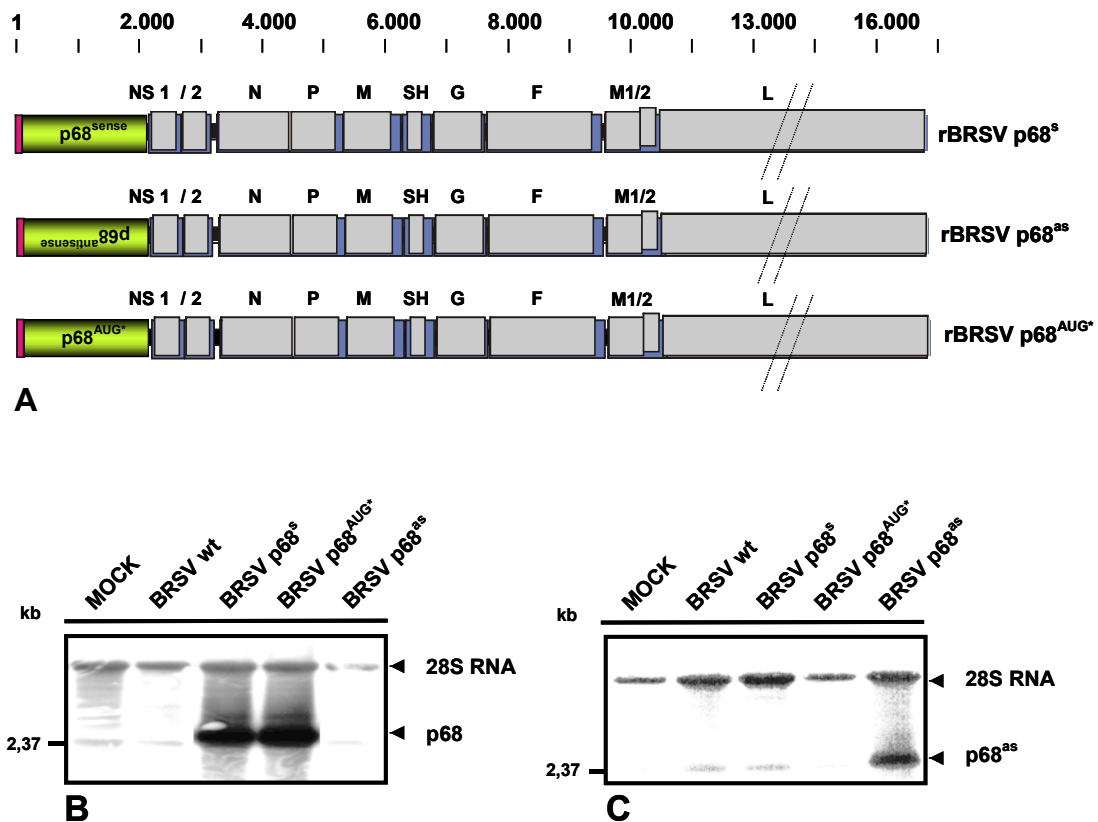 1 2.000 4.000 6.000 8.000 10.000 13.000 16.000
NS 1 / 2 N P M SH G F M1/2 L
p68sense
rBRSV p68s
NS 1 / 2 N P M SH G F M1/2 L
p68antisense
rBRSV p68as
NS 1 / 2 N P M SH G F M1/2 L
p68AUG*
rBRSV p68AUG*
A
MOCK BRSV wt BRSV p68s BRSV p68AUG* BRSV p68as
kb
28S RNA
p68
2,37
B
MOCK BRSV wt BRSV p68s BRSV p68AUG* BRSV p68as
kb
28S RNA
p68as
2,37
C